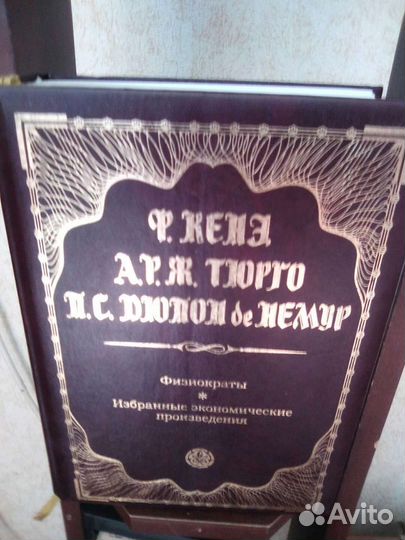 Ф. КЕНЭ
А.Р.Ж. ТЮРГО
П.С. ДЮПОН де НЕМУР
Физиократы
*
Избранные экономические
произведения
Avito